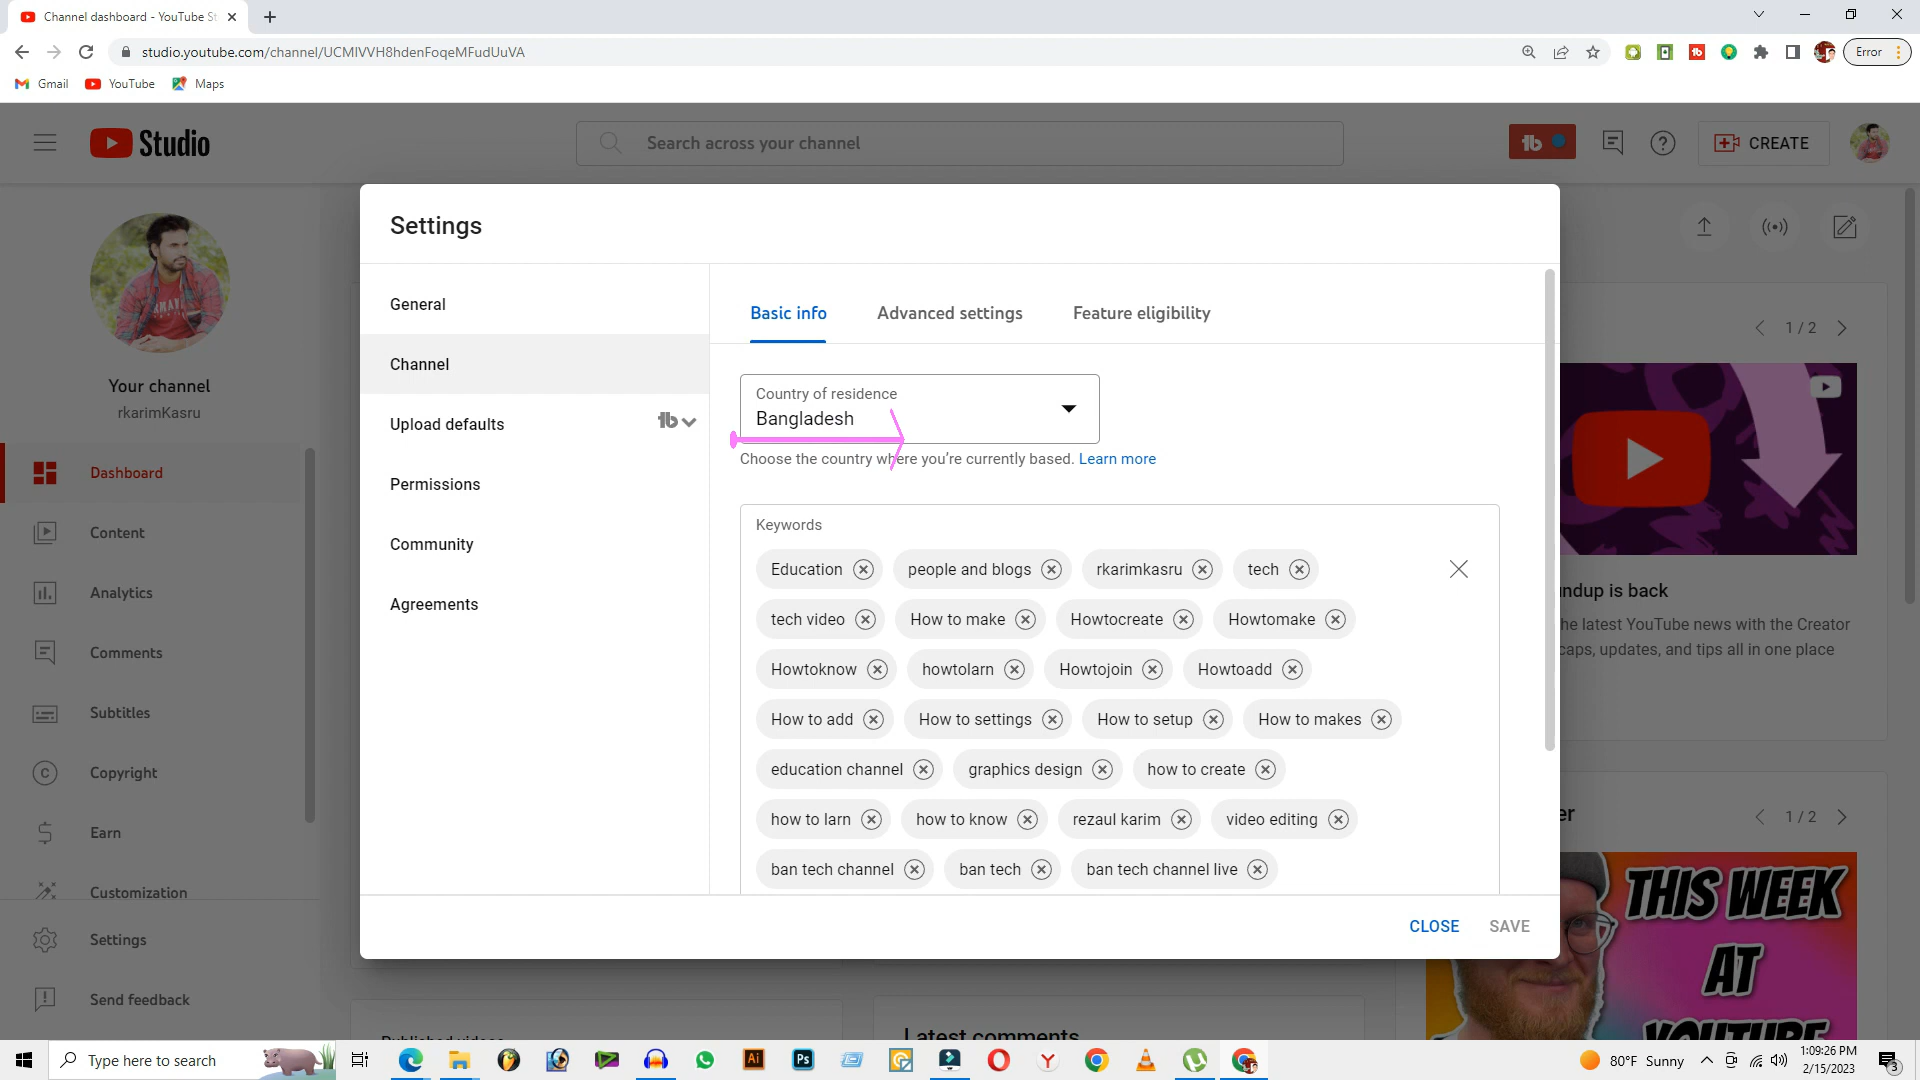 Channel dashboard - YouTube St
studio.youtube.com/channel/UCMIVVH8hdenFoqeMFudUuVA
Error
Gmail YouTube Maps
Studio
Search across your channel
CREATE
Settings
General
Channel
Upload defaults
Permissions
Community
Agreements
Basic info Advanced settings Feature eligibility
Country of residence
Bangladesh
Choose the country where you're currently based. Learn more
Keywords
Education people and blogs rkarimkasru tech
tech video How to make Howtocreate Howtomake
Howtoknow howtolarn Howtojoin Howtoadd
How to add How to settings How to setup How to makes
education channel graphics design how to create
how to larn how to know rezaul karim video editing
ban tech channel ban tech ban tech channel live
CLOSE SAVE
Your channel
rkarimKasru
Dashboard
Content
Analytics
Comments
Subtitles
Copyright
Earn
Customization
Settings
Send feedback
1 / 2
ndup is back
he latest YouTube news with the Creator
caps, updates, and tips all in one place
er
1 / 2
THIS WEEK
AT
YOUTUBE
Published videos
Latest comments
Type here to search
Ai
Ps
80°F Sunny
1:09:26 PM
2/15/2023
3